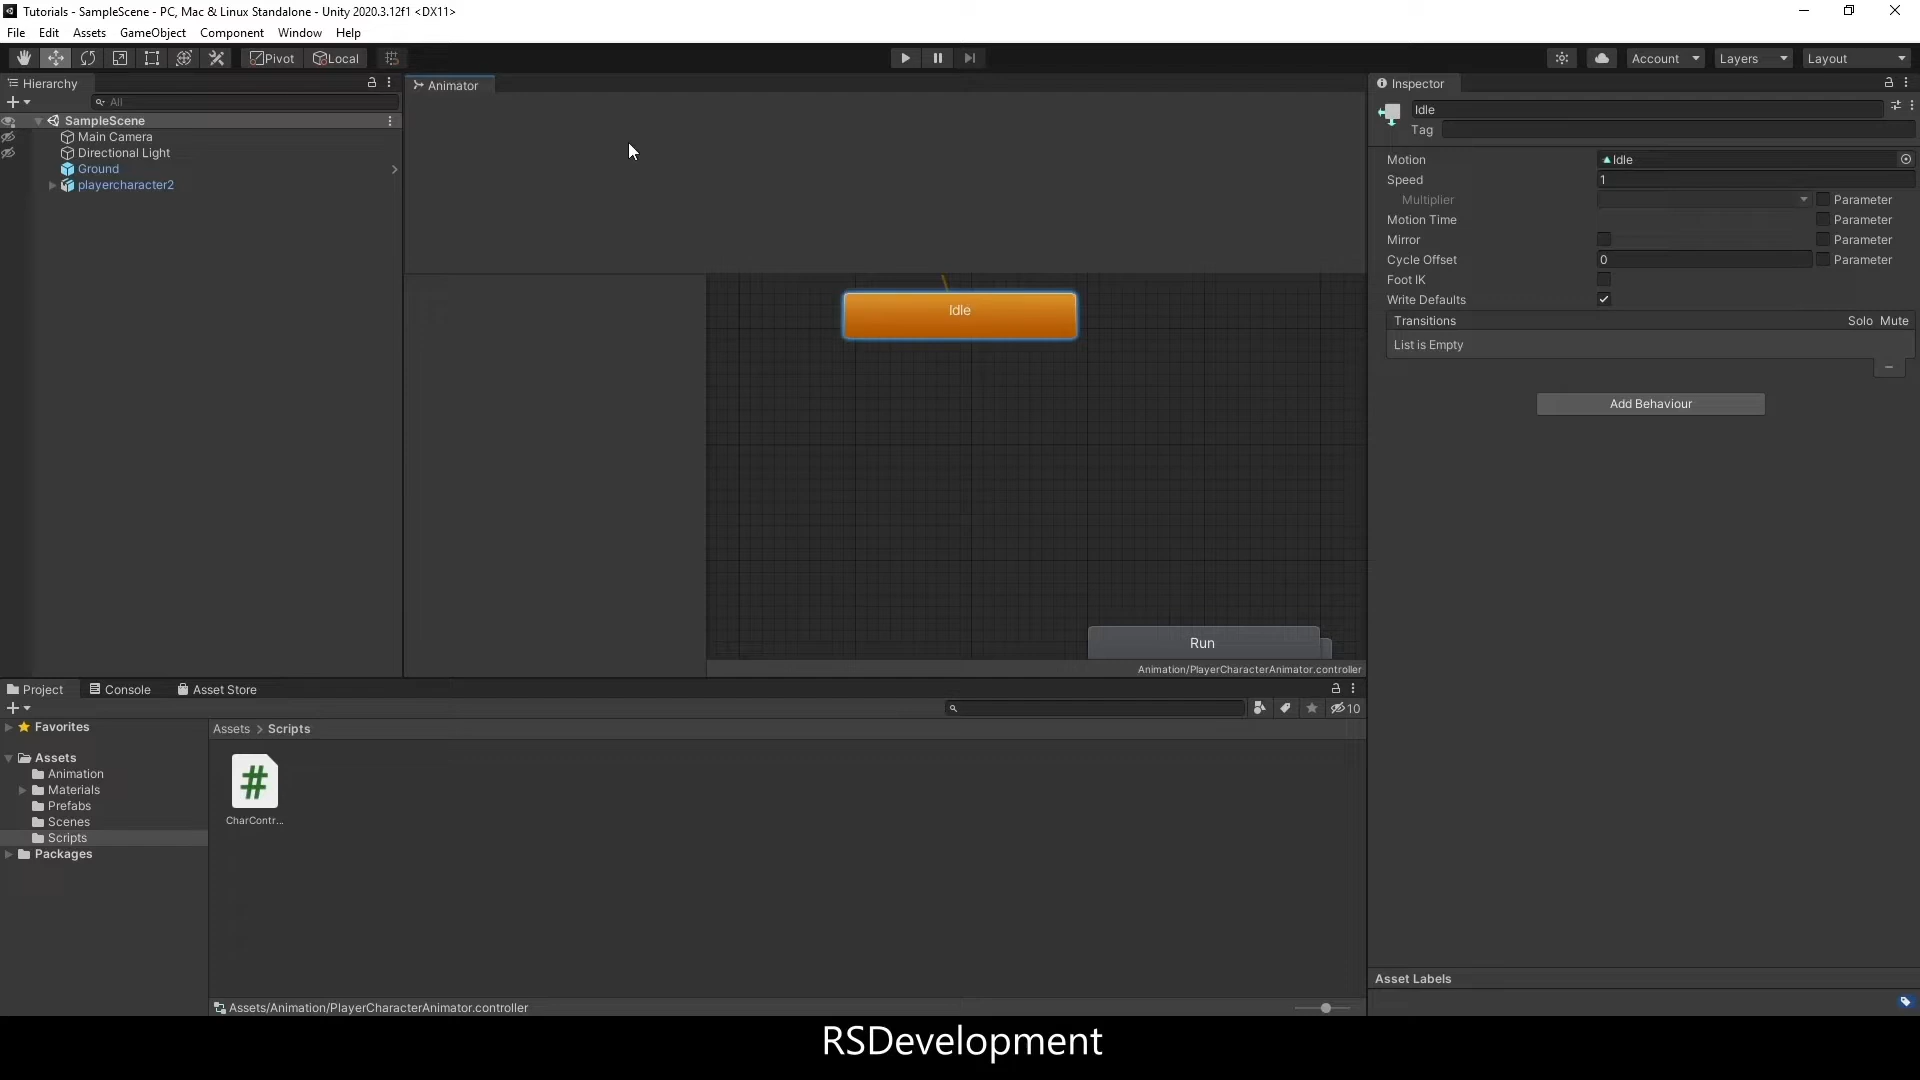 Tutorials - SampleScene - PC, Mac & Linux Standalone - Unity 2020.3.12f1 <DX11>
File Edit Assets GameObject Component Window Help
Pivot Local Account Layers Layout
Hierarchy
All
SampleScene
Main Camera
Directional Light
Ground
playercharacter2
Animator
Idle
Run
Animation/PlayerCharacterAnimator.controller
Inspector
Idle
Tag
Motion Idle
Speed 1
Multiplier Parameter
Motion Time Parameter
Mirror Parameter
Cycle Offset 0 Parameter
Foot IK
Write Defaults
Transitions Solo Mute
List is Empty
Add Behaviour
Asset Labels
Project Console Asset Store
10
Favorites
Assets
Animation
Materials
Prefabs
Scenes
Scripts
Packages
Assets > Scripts
CharContr...
Assets/Animation/PlayerCharacterAnimator.controller
RSDevelopment